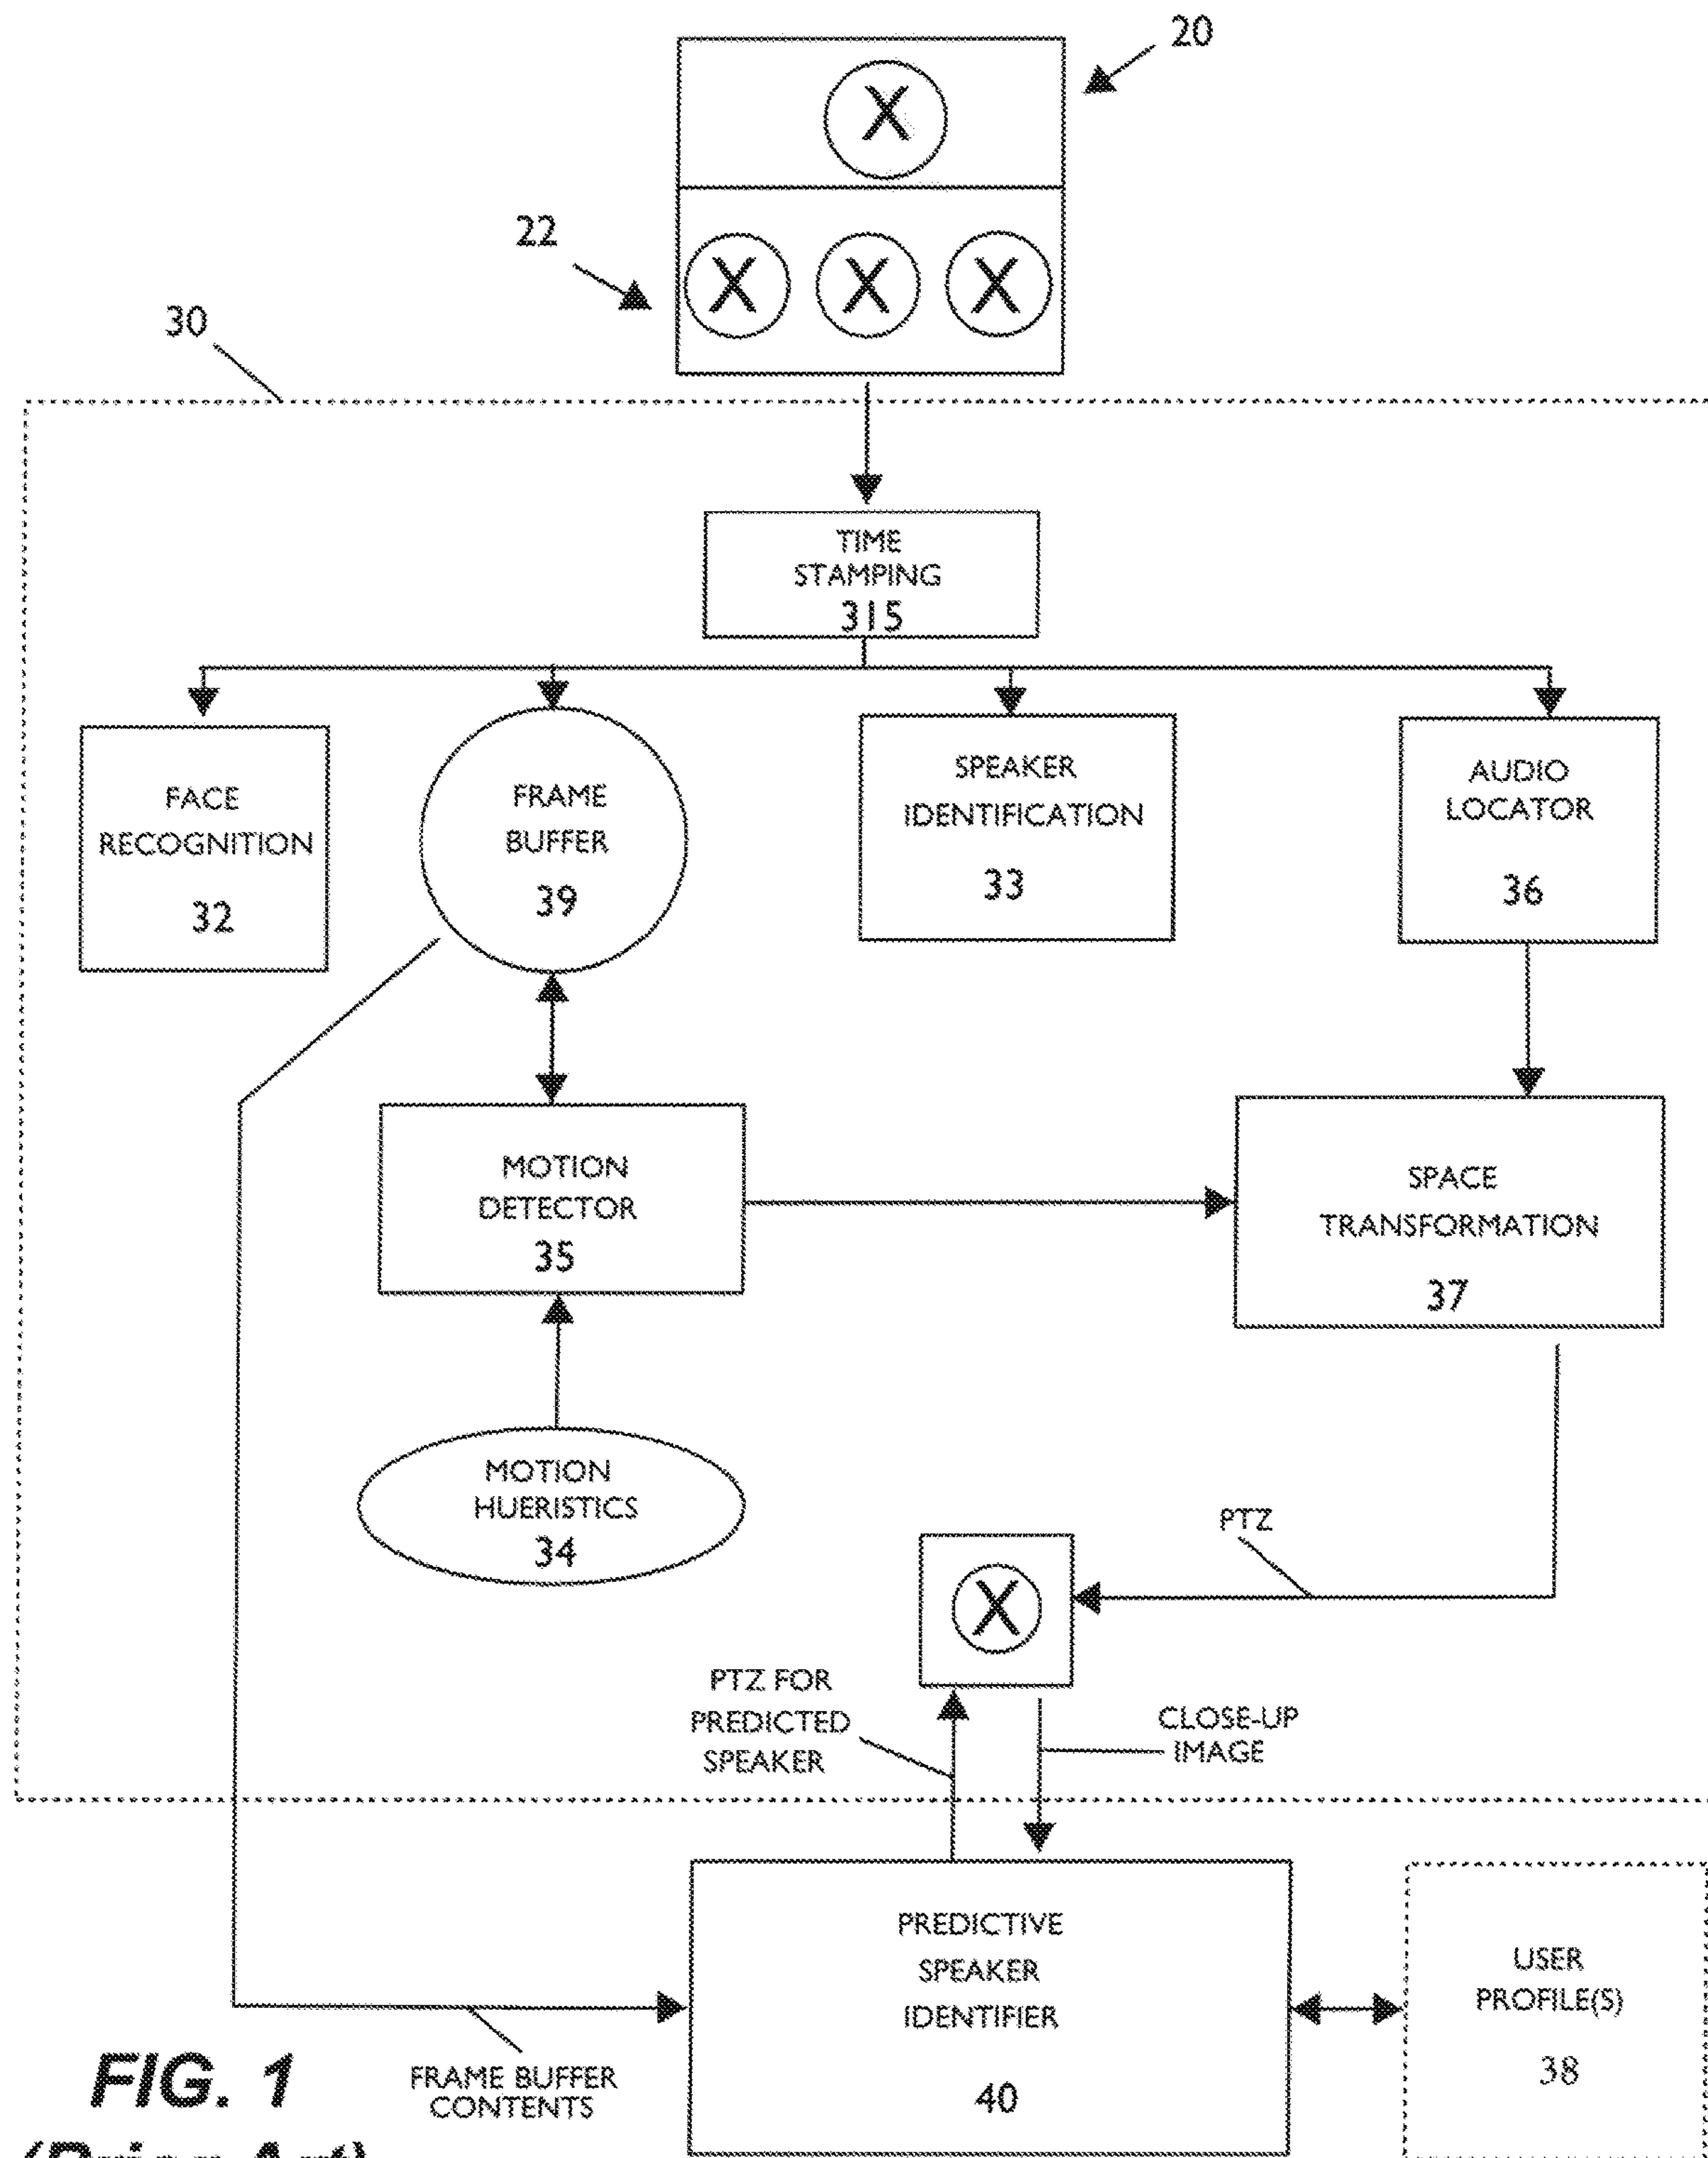 20
X
22
X X X
30
TIME
STAMPING
315
FACE
RECOGNITION
32
FRAME
BUFFER
39
SPEAKER
IDENTIFICATION
33
AUDIO
LOCATOR
36
MOTION
DETECTOR
35
SPACE
TRANSFORMATION
37
MOTION
HUERISTICS
34
PTZ
X
PTZ FOR
PREDICTED
SPEAKER
CLOSE-UP
IMAGE
PREDICTIVE
SPEAKER
IDENTIFIER
40
USER
PROFILE(S)
38
FRAME BUFFER
CONTENTS
FIG. 1
(Prior Art)